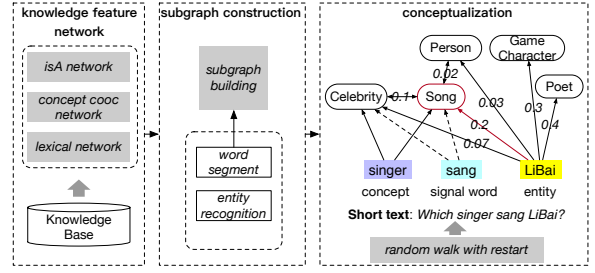 knowledge feature
network
isA network
concept cooc
network
lexical network
Knowledge
Base
subgraph construction
subgraph
building
word
segment
entity
recognition
conceptualization
Person
Game
Character
0.02
Celebrity
0.1
Song
0.03
0.3
Poet
0.2
0.4
0.07
singer
sang
LiBai
concept
signal word
entity
Short text: Which singer sang LiBai?
random walk with restart